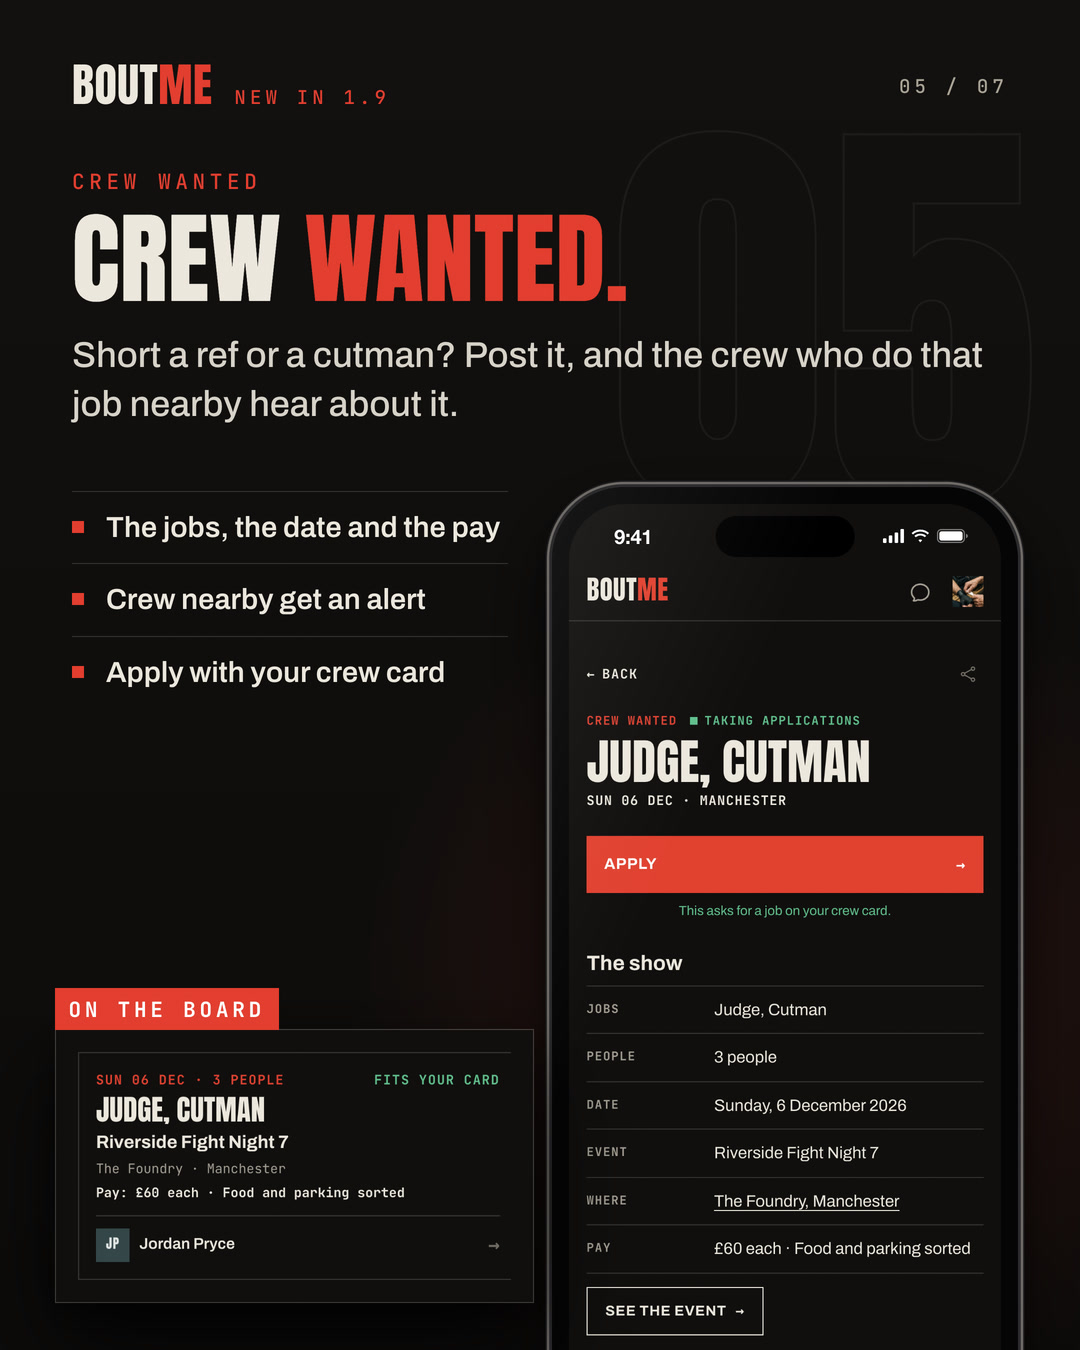 BOUTME NEW IN 1.9
05 / 07
05
CREW WANTED
CREW WANTED.
Short a ref or a cutman? Post it, and the crew who do that
job nearby hear about it.
The jobs, the date and the pay
Crew nearby get an alert
Apply with your crew card
ON THE BOARD
SUN 06 DEC · 3 PEOPLE FITS YOUR CARD
JUDGE, CUTMAN
Riverside Fight Night 7
The Foundry · Manchester
Pay: £60 each · Food and parking sorted
JP Jordan Pryce →
9:41
BOUTME
← BACK
CREW WANTED TAKING APPLICATIONS
JUDGE, CUTMAN
SUN 06 DEC · MANCHESTER
APPLY →
This asks for a job on your crew card.
The show
JOBS Judge, Cutman
PEOPLE 3 people
DATE Sunday, 6 December 2026
EVENT Riverside Fight Night 7
WHERE The Foundry, Manchester
PAY £60 each · Food and parking sorted
SEE THE EVENT →